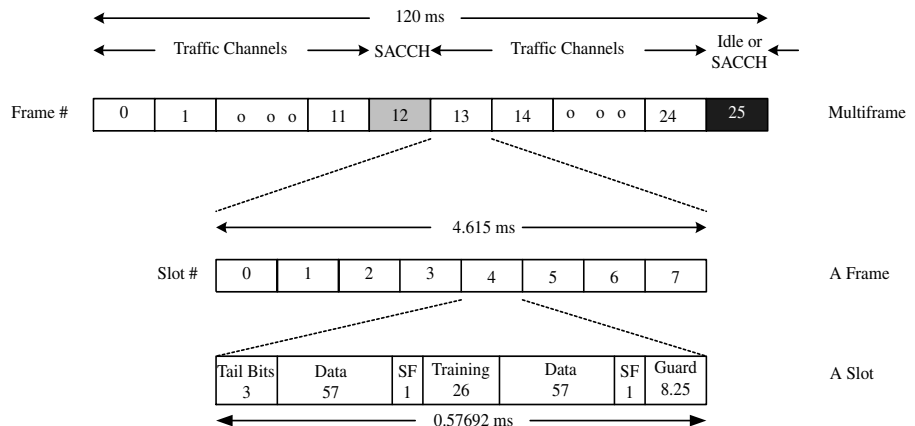 120 ms
Traffic Channels SACCH Traffic Channels Idle or SACCH
Frame # 0 1 o o o 11 12 13 14 o o o 24 25 Multiframe
4.615 ms
Slot # 0 1 2 3 4 5 6 7 A Frame
Tail Bits Data SF Training Data SF Guard A Slot
3 57 1 26 57 1 8.25
0.57692 ms